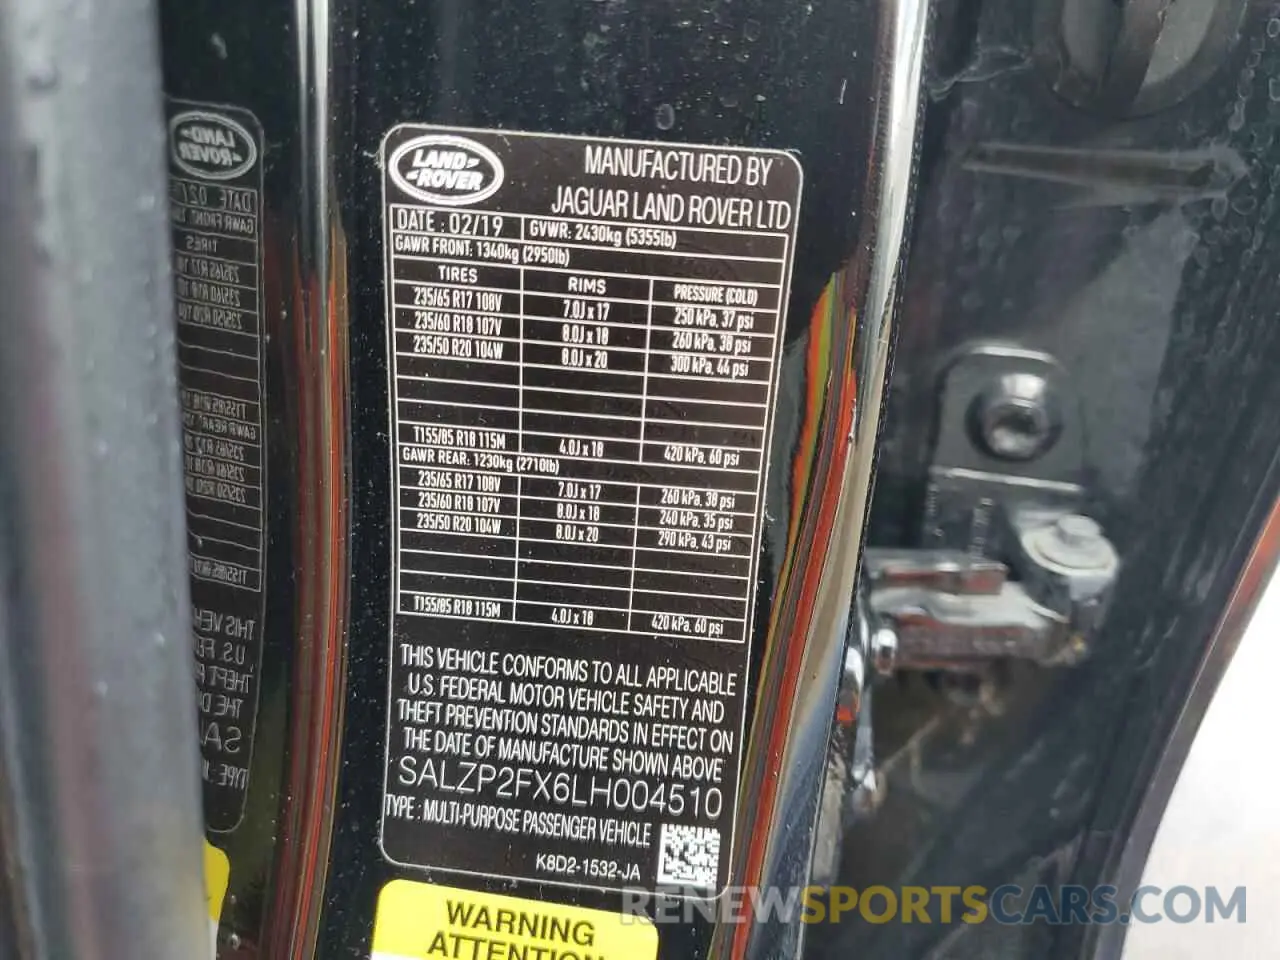 LAND ROVER
MANUFACTURED BY
JAGUAR LAND ROVER LTD
DATE : 02/19 GVWR: 2430kg (5355lb)
GAWR FRONT: 1340kg (2950lb)
TIRES RIMS PRESSURE (COLD)
235/65 R17 108V 7.0J x 17 250 kPa, 37 psi
235/60 R18 107V 8.0J x 18 260 kPa, 38 psi
235/50 R20 104W 8.0J x 20 300 kPa, 44 psi
T155/85 R18 115M 4.0J x 18 420 kPa, 60 psi
GAWR REAR: 1230kg (2710lb)
235/65 R17 108V 7.0J x 17 260 kPa, 38 psi
235/60 R18 107V 8.0J x 18 240 kPa, 35 psi
235/50 R20 104W 8.0J x 20 290 kPa, 43 psi
T155/85 R18 115M 4.0J x 18 420 kPa, 60 psi
THIS VEHICLE CONFORMS TO ALL APPLICABLE
U.S. FEDERAL MOTOR VEHICLE SAFETY AND
THEFT PREVENTION STANDARDS IN EFFECT ON
THE DATE OF MANUFACTURE SHOWN ABOVE
SALZP2FX6LH004510
TYPE : MULTI-PURPOSE PASSENGER VEHICLE
K8D2-1532-JA
WARNING
ATTENTION
RENEWSPORTSCARS.COM